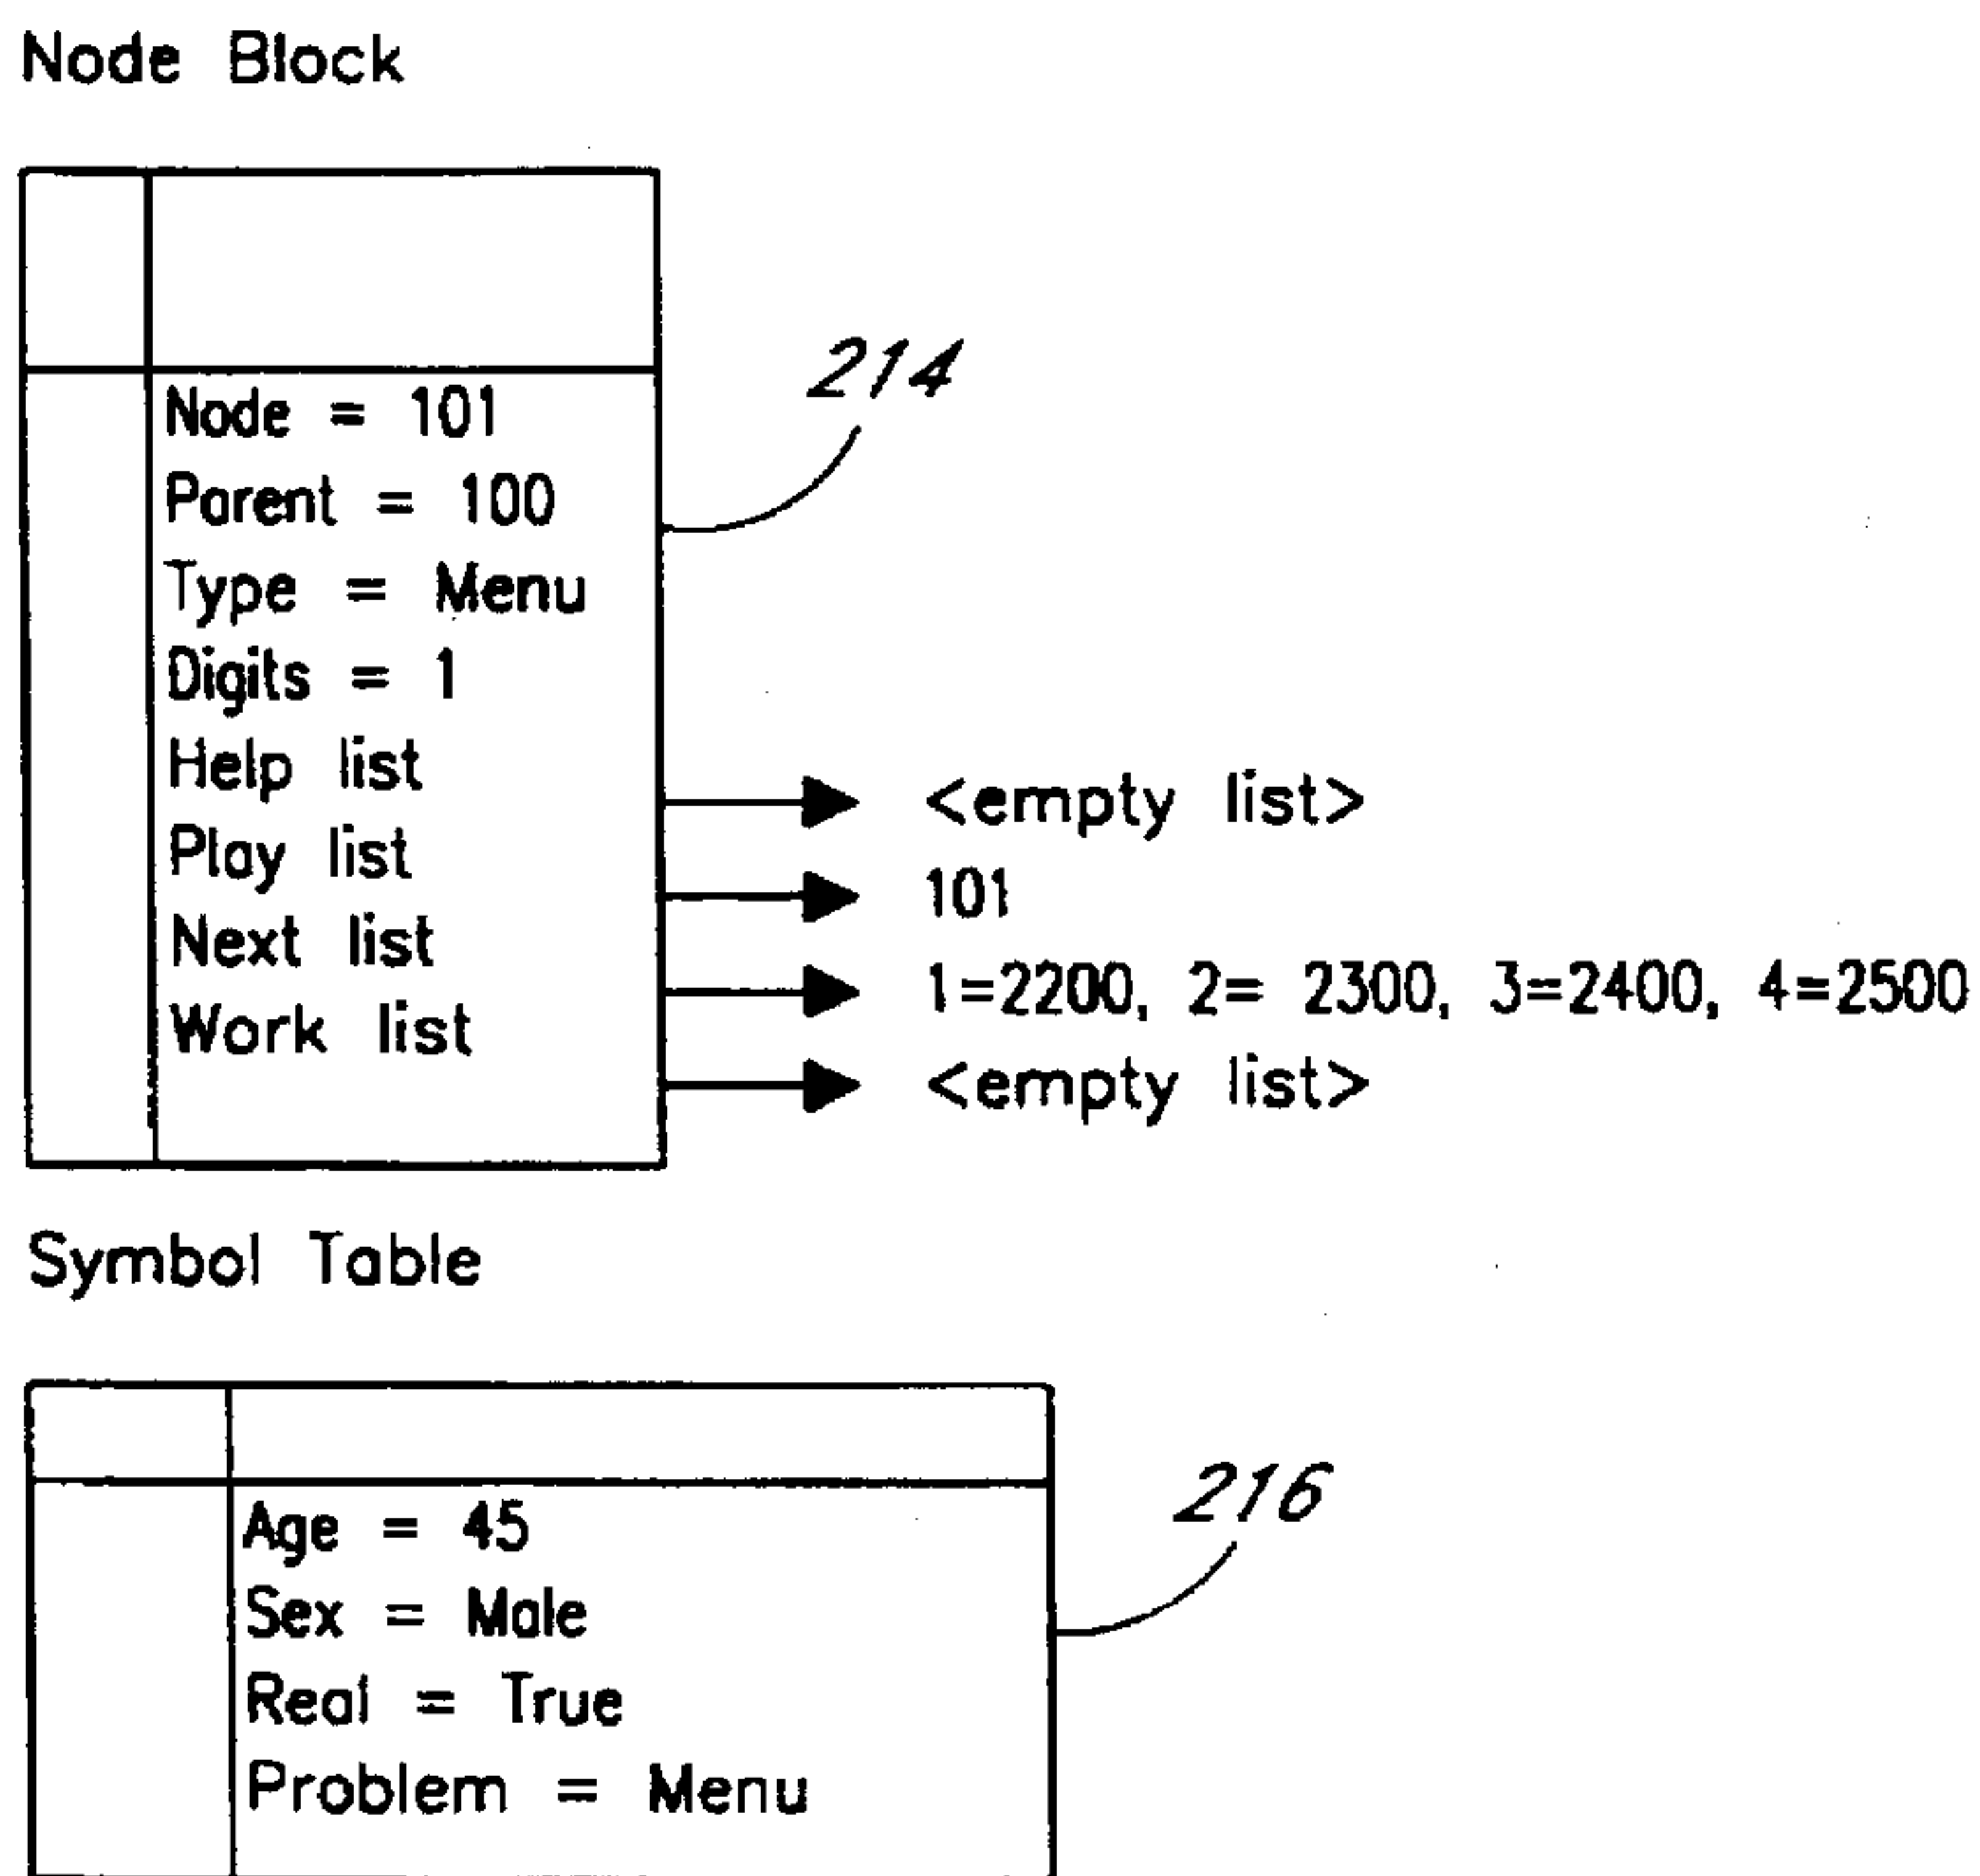 Node Block
214
Node = 101
Parent = 100
Type = Menu
Digits = 1
Help list
<empty list>
Play list
101
Next list
1=2200, 2= 2300, 3=2400, 4=2500
Work list
<empty list>
Symbol Table
216
Age = 45
Sex = Male
Real = True
Problem = Menu